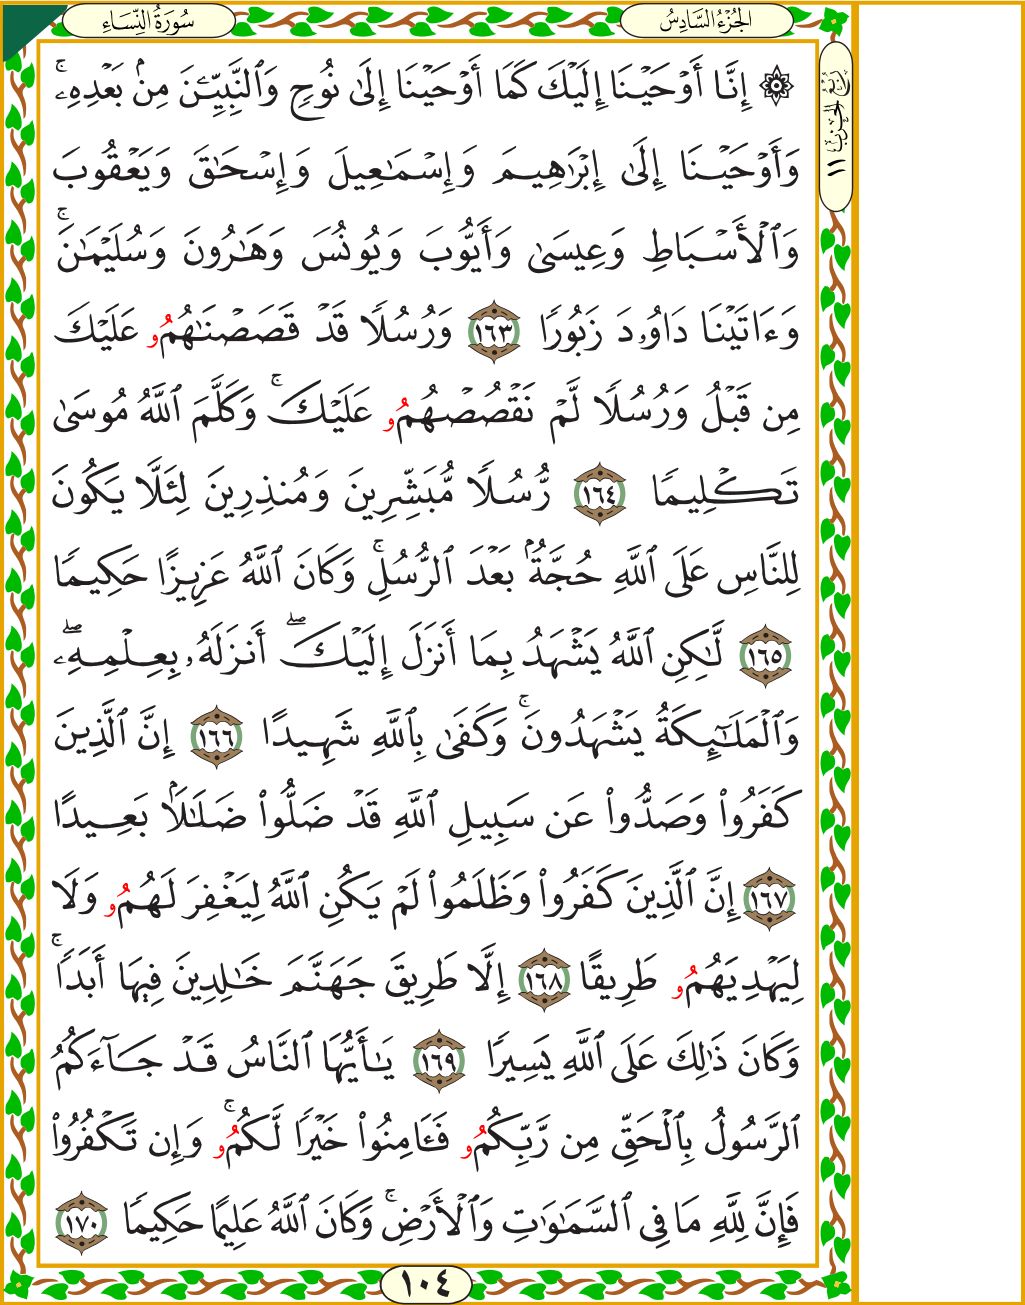 سُورَةُ النِّسَاءِ
الجُزْءُ السَّادِسُ
رُبْعُ الحِزْبِ ١١
۞ إِنَّا أَوْحَيْنَا إِلَيْكَ كَمَا أَوْحَيْنَا إِلَىٰ نُوحٍ وَٱلنَّبِيِّـۧنَ مِنۢ بَعْدِهِۦۚ
وَأَوْحَيْنَا إِلَىٰ إِبْرَٰهِيمَ وَإِسْمَـٰعِيلَ وَإِسْحَـٰقَ وَيَعْقُوبَ
وَٱلْأَسْبَاطِ وَعِيسَىٰ وَأَيُّوبَ وَيُونُسَ وَهَـٰرُونَ وَسُلَيْمَـٰنَۚ
وَءَاتَيْنَا دَاوُۥدَ زَبُورًا ١٦٣ وَرُسُلًا قَدْ قَصَصْنَـٰهُمُۥ عَلَيْكَ
مِن قَبْلُ وَرُسُلًا لَّمْ نَقْصُصْهُمُۥ عَلَيْكَۚ وَكَلَّمَ ٱللَّهُ مُوسَىٰ
تَكْلِيمًا ١٦٤ رُّسُلًا مُّبَشِّرِينَ وَمُنذِرِينَ لِئَلَّا يَكُونَ
لِلنَّاسِ عَلَى ٱللَّهِ حُجَّةٌۢ بَعْدَ ٱلرُّسُلِۚ وَكَانَ ٱللَّهُ عَزِيزًا حَكِيمًا
١٦٥ لَّـٰكِنِ ٱللَّهُ يَشْهَدُ بِمَا أَنزَلَ إِلَيْكَۖ أَنزَلَهُۥ بِعِلْمِهِۦۖ
وَٱلْمَلَـٰٓئِكَةُ يَشْهَدُونَۚ وَكَفَىٰ بِٱللَّهِ شَهِيدًا ١٦٦ إِنَّ ٱلَّذِينَ
كَفَرُوا۟ وَصَدُّوا۟ عَن سَبِيلِ ٱللَّهِ قَدْ ضَلُّوا۟ ضَلَـٰلًۢا بَعِيدًا
١٦٧ إِنَّ ٱلَّذِينَ كَفَرُوا۟ وَظَلَمُوا۟ لَمْ يَكُنِ ٱللَّهُ لِيَغْفِرَ لَهُمُۥ وَلَا
لِيَهْدِيَهُمُۥ طَرِيقًا ١٦٨ إِلَّا طَرِيقَ جَهَنَّمَ خَـٰلِدِينَ فِيهَا أَبَدًاۚ
وَكَانَ ذَٰلِكَ عَلَى ٱللَّهِ يَسِيرًا ١٦٩ يَـٰأَيُّهَا ٱلنَّاسُ قَدْ جَآءَكُمُ
ٱلرَّسُولُ بِٱلْحَقِّ مِن رَّبِّكُمُۥ فَـَٔامِنُوا۟ خَيْرًا لَّكُمُۥۚ وَإِن تَكْفُرُوا۟
فَإِنَّ لِلَّهِ مَا فِى ٱلسَّمَـٰوَٰتِ وَٱلْأَرْضِۚ وَكَانَ ٱللَّهُ عَلِيمًا حَكِيمًا ١٧٠
١٠٤